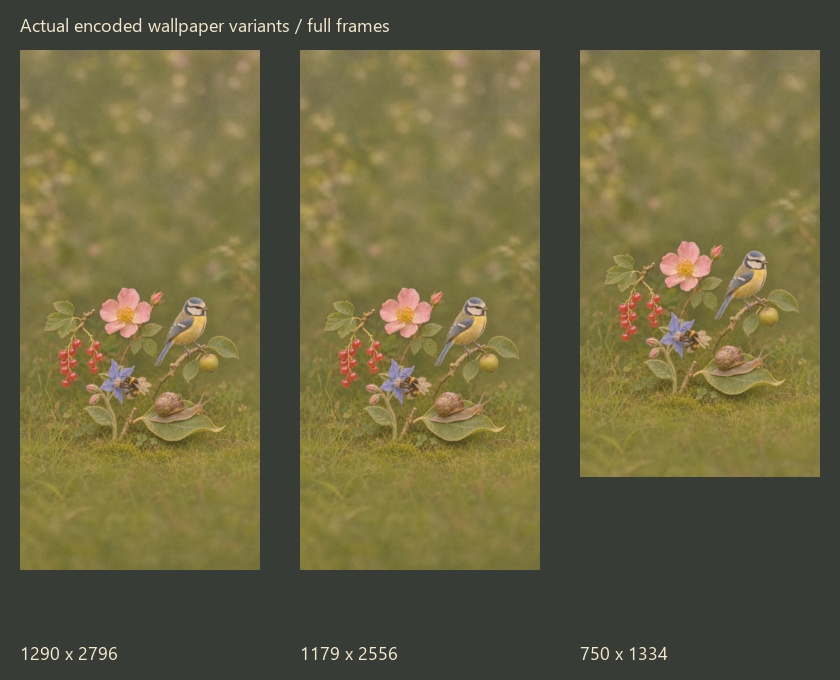 Actual encoded wallpaper variants / full frames
1290 x 2796
1179 x 2556
750 x 1334